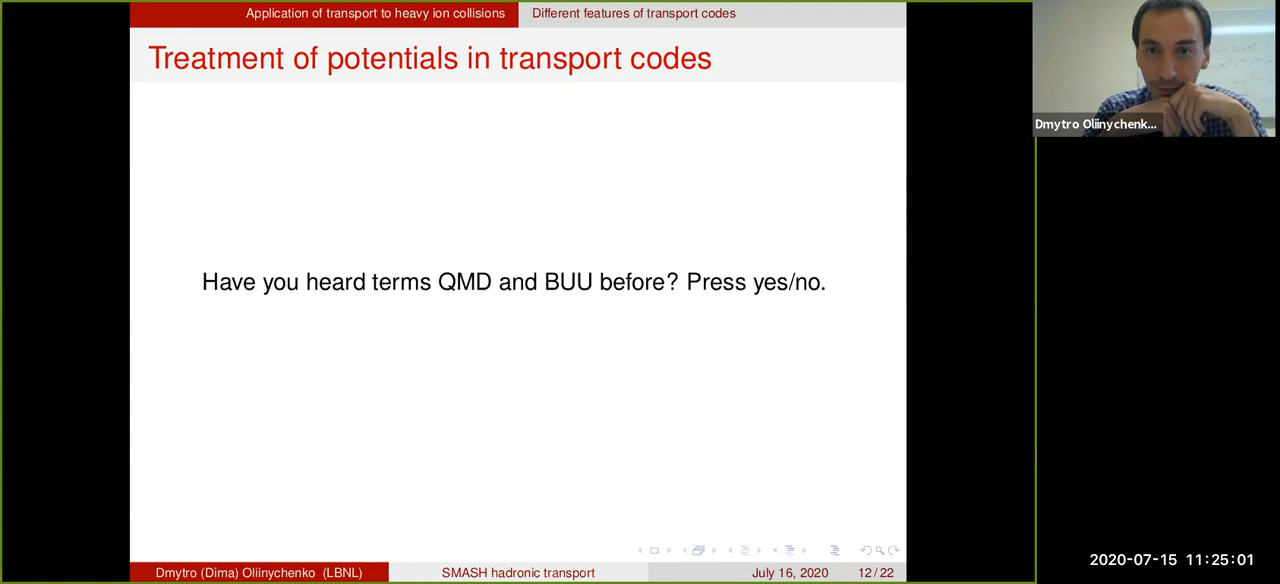 Application of transport to heavy ion collisions
Different features of transport codes
Treatment of potentials in transport codes
Dmytro Oliinychenk...
Have you heard terms QMD and BUU before? Press yes/no.
Dmytro (Dima) Oliinychenko (LBNL)
SMASH hadronic transport
July 16, 2020
12 / 22
2020-07-15 11:25:01